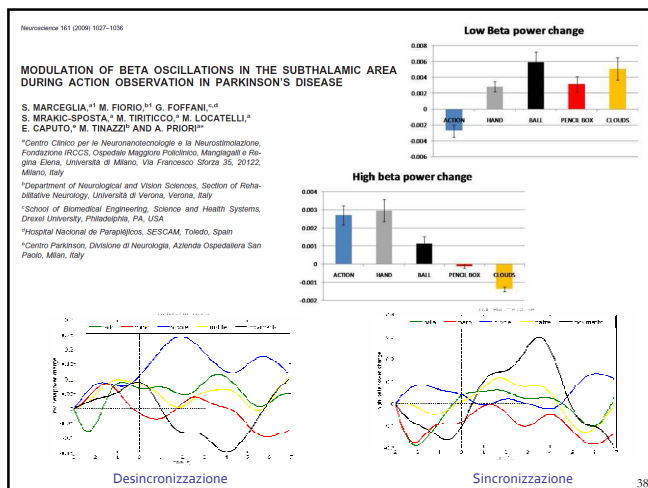 Neuroscience 161 (2009) 1027–1036
MODULATION OF BETA OSCILLATIONS IN THE SUBTHALAMIC AREA
DURING ACTION OBSERVATION IN PARKINSON'S DISEASE
S. MARCEGLIA,a1 M. FIORIO,b1 G. FOFFANI,c,d
S. MRAKIC-SPOSTA,a M. TIRITICCO,a M. LOCATELLI,a
E. CAPUTO,e M. TINAZZIb AND A. PRIORIa*
aCentro Clinico per le Neuronanotecnologie e la Neurostimolazione,
Fondazione IRCCS, Ospedale Maggiore Policlinico, Mangiagalli e Re-
gina Elena, Università di Milano, Via Francesco Sforza 35, 20122,
Milano, Italy
bDepartment of Neurological and Vision Sciences, Section of Reha-
bilitative Neurology, Università di Verona, Verona, Italy
cSchool of Biomedical Engineering, Science and Health Systems,
Drexel University, Philadelphia, PA, USA
dHospital Nacional de Parapléjicos, SESCAM, Toledo, Spain
eCentro Parkinson, Divisione di Neurologia, Azienda Ospedaliera San
Paolo, Milan, Italy
Low Beta power change
0.008
0.006
0.004
0.002
0
-0.002
-0.004
-0.006
ACTION HAND BALL PENCIL BOX CLOUDS
High beta power change
0.004
0.003
0.002
0.001
0
-0.001
-0.002
ACTION HAND BALL PENCIL BOX CLOUDS
Desincronizzazione
Sincronizzazione
38